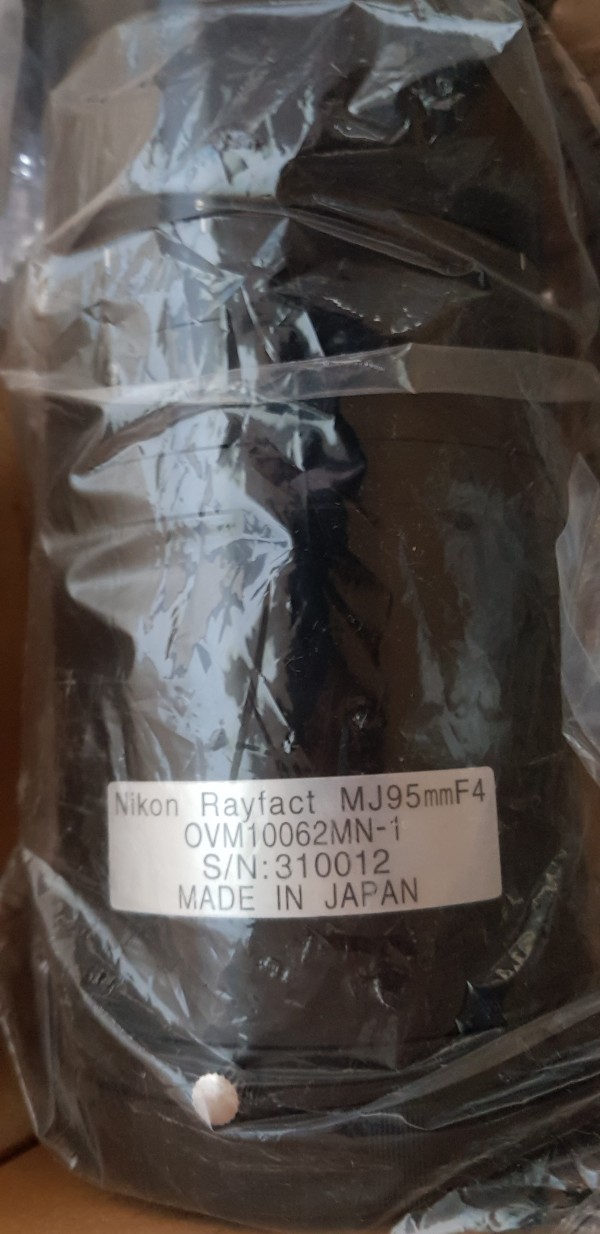 Nikon Rayfact MJ95mmF4
OVM10062MN-1
S/N:310012
MADE IN JAPAN